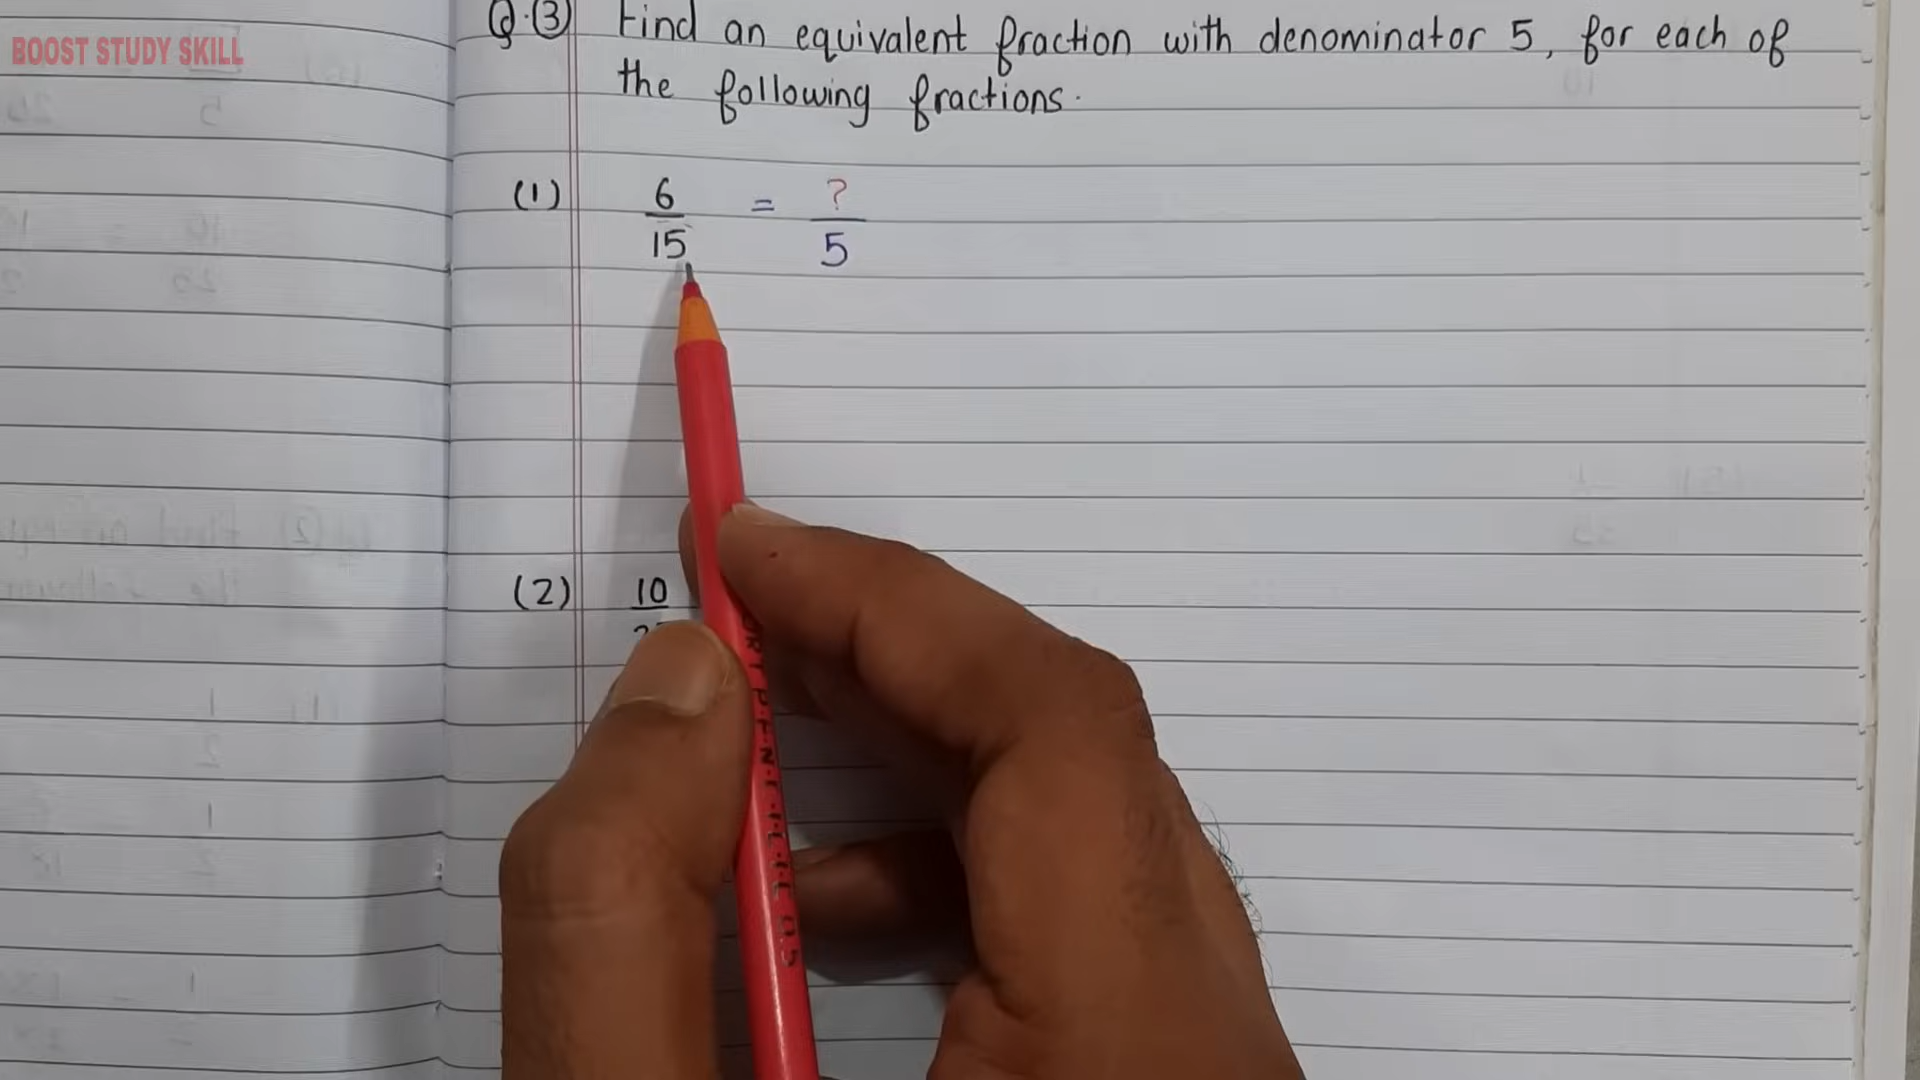 BOOST STUDY SKILL
Q.(3) Find an equivalent fraction with denominator 5, for each of
the following fractions.
(1) 6/15 = ?/5
(2) 10